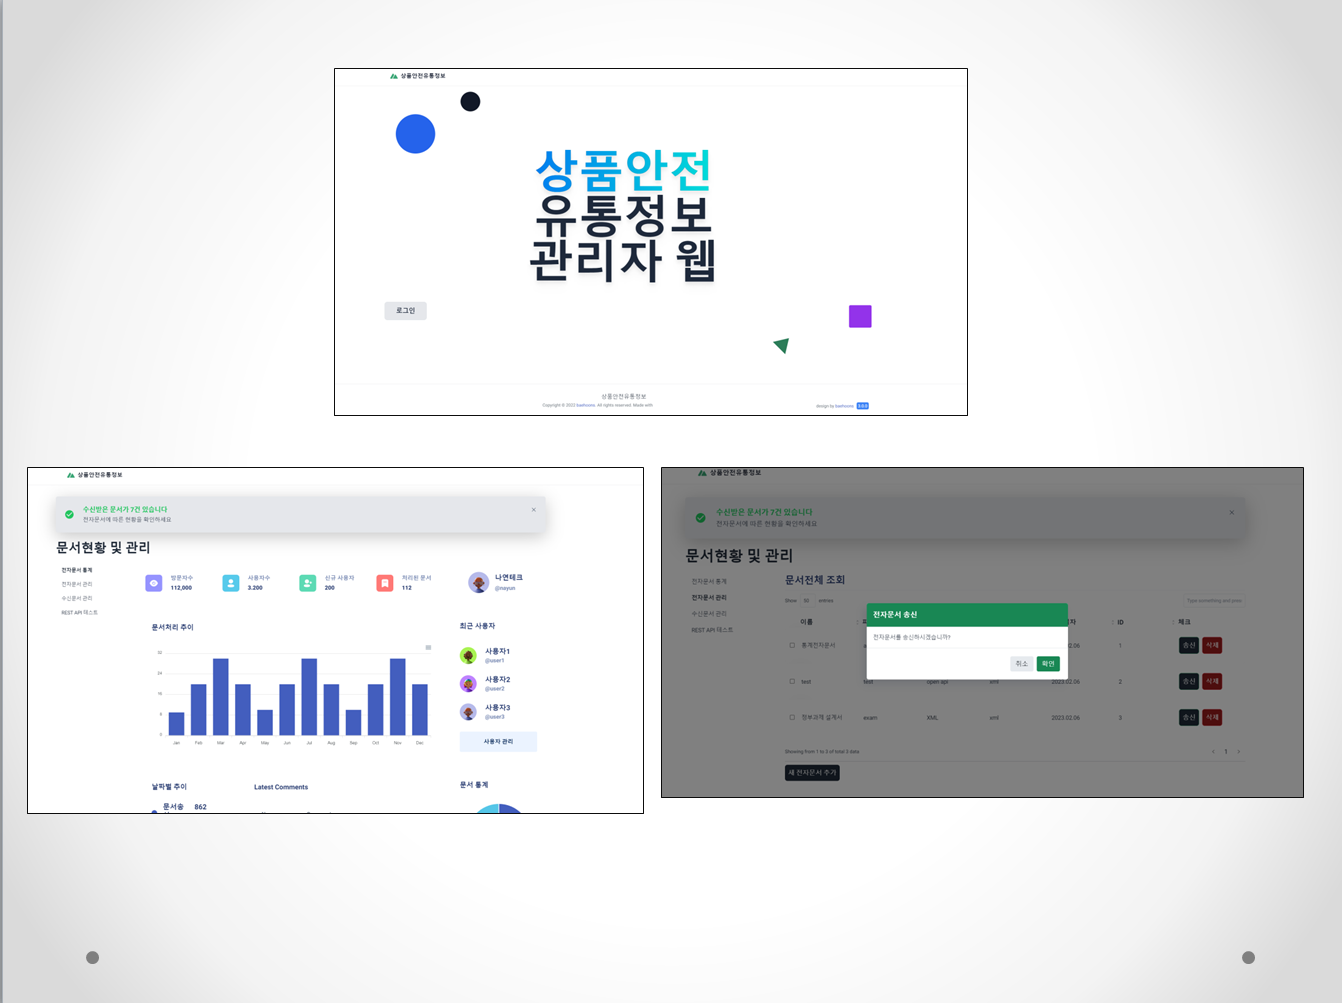 상품안전유통정보
상품안전
유통정보
관리자 웹
로그인
상품안전유통정보
Copyright © 2022 All rights reserved. Made with
design by
상품안전유통정보
수신받은 문서가 7건 있습니다
전자문서에 따른 현황을 확인하세요
×
문서현황 및 관리
전자문서 통계
전자문서 관리
수신문서 관리
REST API 테스트
방문자수
112,000
사용자수
3.200
신규 사용자
200
처리된 문서
112
나연테크
@nayun
문서처리 추이
32
24
16
8
0
Jan Feb Mar Apr May Jun Jul Aug Sep Oct Nov Dec
최근 사용자
사용자1
@user1
사용자2
@user2
사용자3
@user3
사용자 관리
날짜별 추이
Latest Comments
문서 통계
문서송
862
상품안전유통정보
수신받은 문서가 7건 있습니다
전자문서에 따른 현황을 확인하세요
×
문서현황 및 관리
전자문서 통계
전자문서 관리
수신문서 관리
REST API 테스트
문서전체 조회
Show 50 entries
Type something and
이름 ID 체크
통계전자문서 02.06 1 송신 삭제
test test open api xml 2023.02.06 2 송신 삭제
정부과제 설계서 exam XML xml 2023.02.06 3 송신 삭제
Showing from 1 to 3 of total 3 data
‹ 1 ›
새 전자문서 추가
전자문서 송신
전자문서를 송신하시겠습니까?
취소 확인